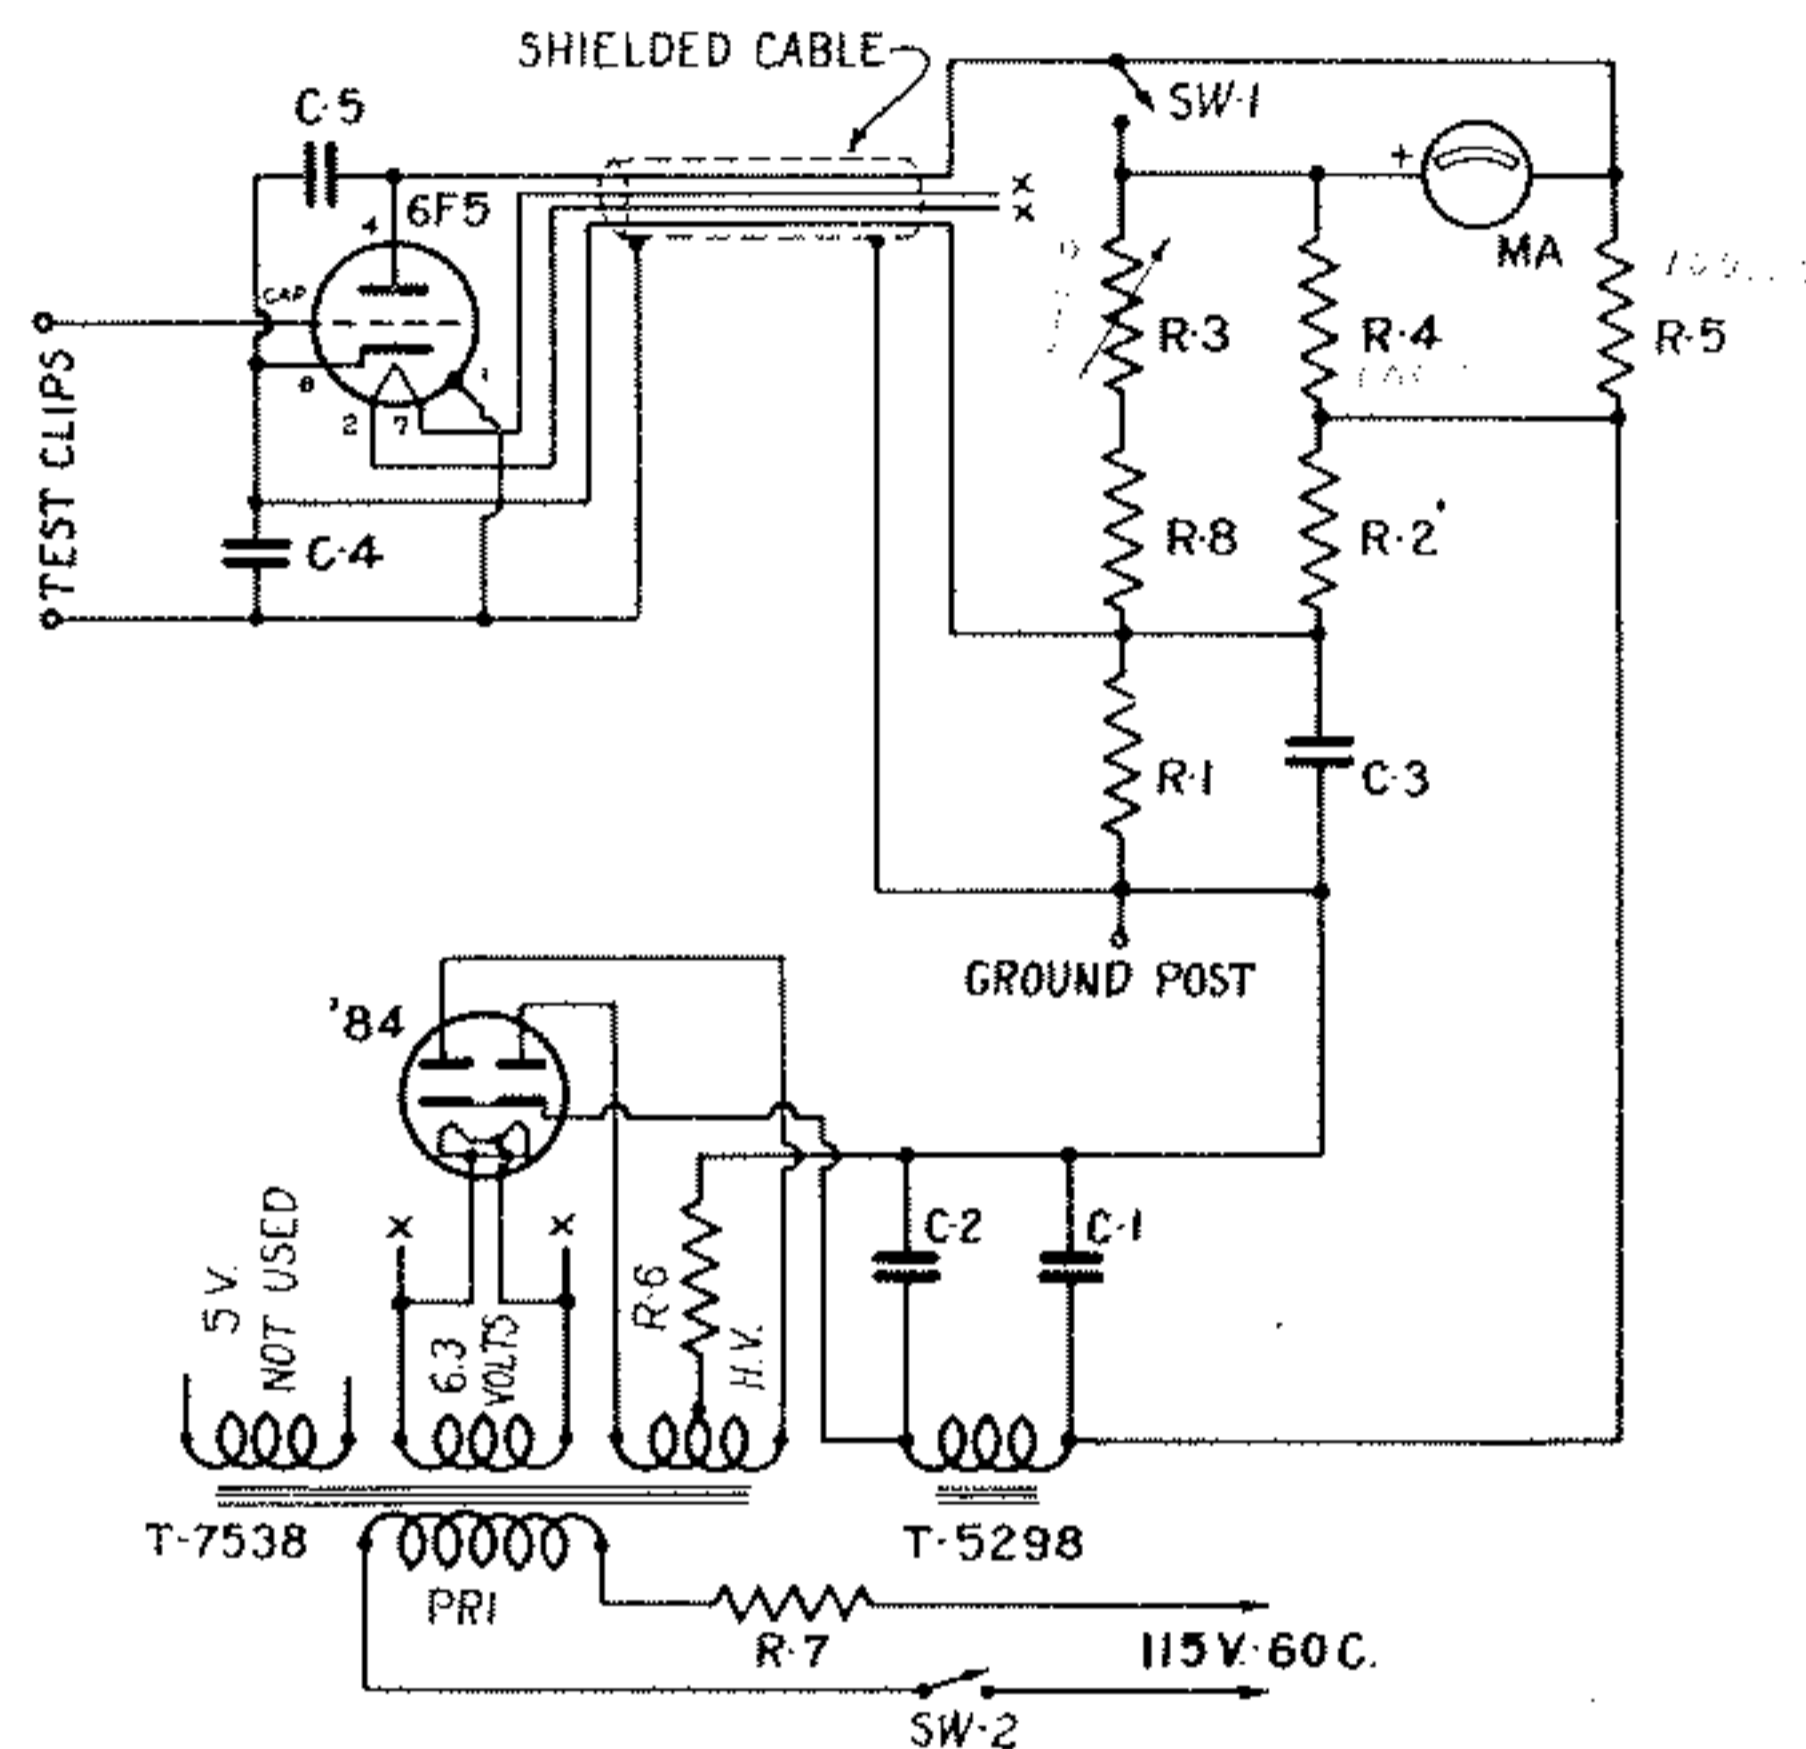 SHIELDED CABLE
C-5
SW-1
6F5
4
x
x
+
MA
CAP
R-3
R-4
R-5
8
1
2
7
TEST CLIPS
C-4
R-8
R-2
R-1
C-3
GROUND POST
'84
x
x
C-2
C-1
5 V.
NOT USED
6.3
VOLTS
R-6
H.V.
T-7538
T-5298
PRI
R-7
115 V. 60 C.
SW-2